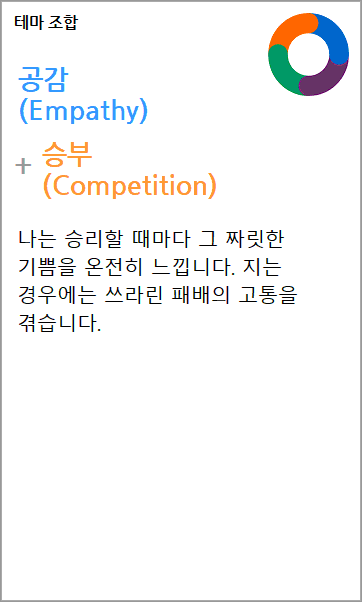 테마 조합
공감
(Empathy)
+ 승부
(Competition)
나는 승리할 때마다 그 짜릿한
기쁨을 온전히 느낍니다. 지는
경우에는 쓰라린 패배의 고통을
겪습니다.